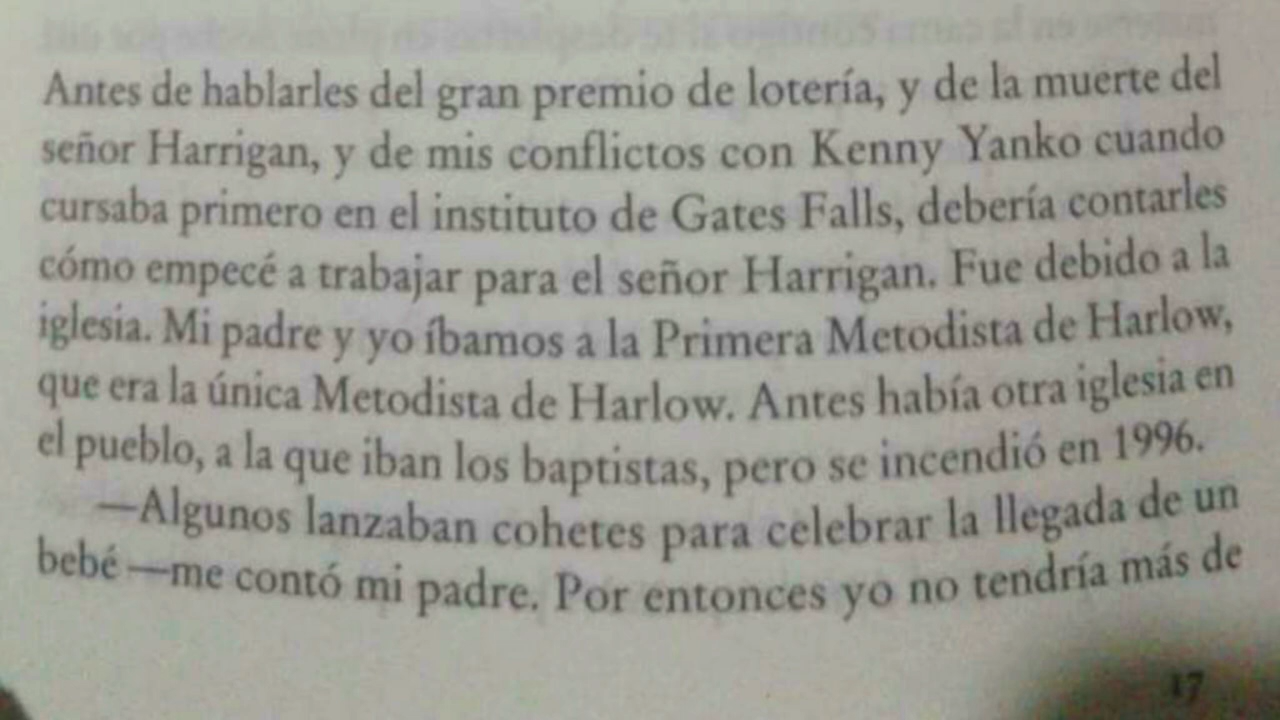 Antes de hablarles del gran premio de lotería, y de la muerte del
señor Harrigan, y de mis conflictos con Kenny Yanko cuando
cursaba primero en el instituto de Gates Falls, debería contarles
cómo empecé a trabajar para el señor Harrigan. Fue debido a la
iglesia. Mi padre y yo íbamos a la Primera Metodista de Harlow,
que era la única Metodista de Harlow. Antes había otra iglesia en
el pueblo, a la que iban los baptistas, pero se incendió en 1996.
—Algunos lanzaban cohetes para celebrar la llegada de un
bebé —me contó mi padre. Por entonces yo no tendría más de
17